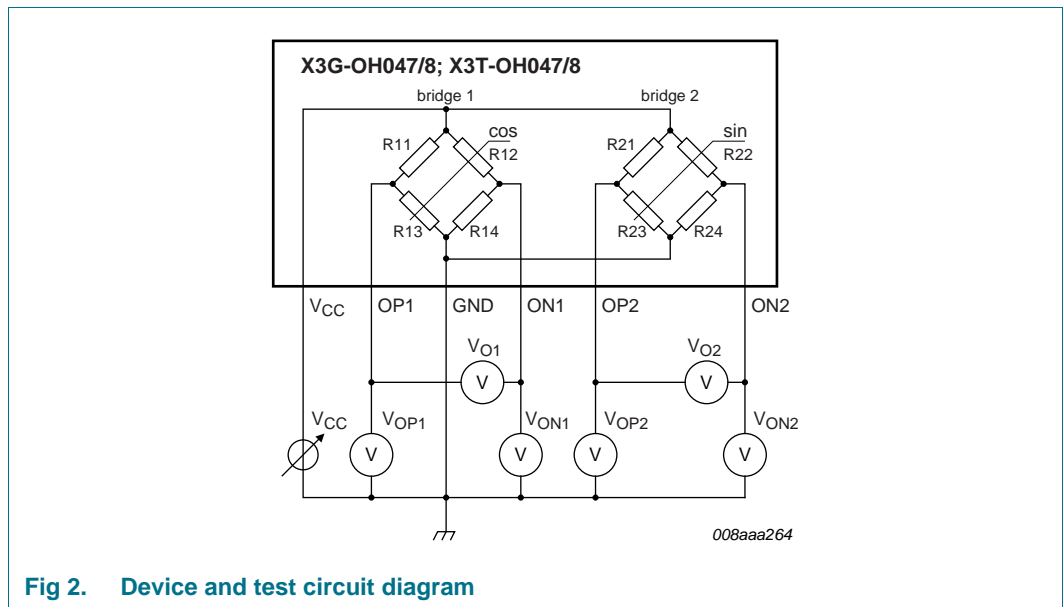 X3G-OH047/8; X3T-OH047/8
bridge 1 bridge 2
cos sin
R11 R12 R21 R22
R13 R14 R23 R24
VCC OP1 GND ON1 OP2 ON2
VO1 VO2
V V
VCC VOP1 VON1 VOP2 VON2
V V V V
008aaa264
Fig 2. Device and test circuit diagram